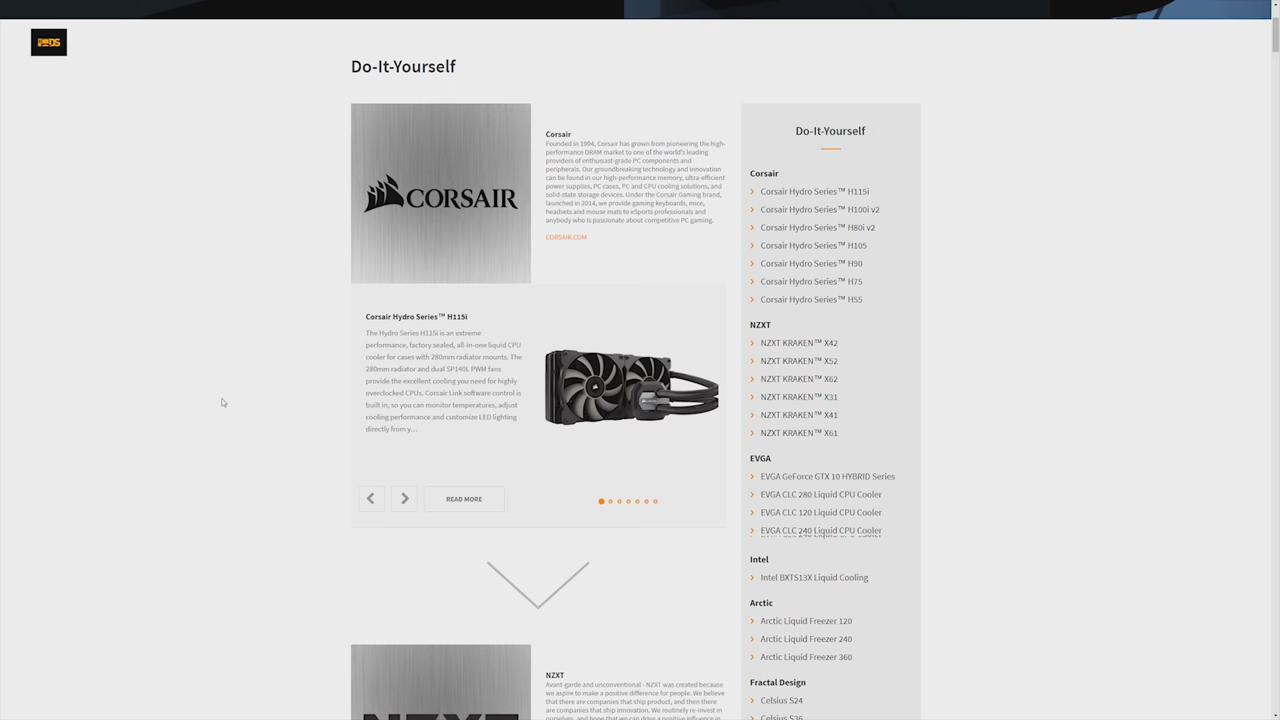 Do-It-Yourself
CORSAIR
Corsair
Founded in 1994, Corsair has grown from pioneering the high-
performance DRAM market to one of the world's leading
providers of enthusiast-grade PC components and
peripherals. Our groundbreaking technology and innovation
can be found in our high-performance memory, ultra-efficient
power supplies, PC cases, PC and CPU cooling solutions, and
solid-state storage devices. Under the Corsair Gaming brand,
launched in 2014, we provide gaming keyboards, mice,
headsets and mouse mats to eSports professionals and
anybody who is passionate about competitive PC gaming.
CORSAIR.COM
Corsair Hydro Series™ H115i
The Hydro Series H115i is an extreme
performance, factory sealed, all-in-one liquid CPU
cooler for cases with 280mm radiator mounts. The
280mm radiator and dual SP140L PWM fans
provide the excellent cooling you need for highly
overclocked CPUs. Corsair Link software control is
built in, so you can monitor temperatures, adjust
cooling performance and customize LED lighting
directly from y...
READ MORE
NZXT
NZXT
Avant-garde and unconventional - NZXT was created because
we aspire to make a positive difference for people. We believe
that there are companies that ship product, and then there
are companies that ship innovation. We routinely re-invest in
ourselves, and hope that we can drive a positive influence in
Do-It-Yourself
Corsair
Corsair Hydro Series™ H115i
Corsair Hydro Series™ H100i v2
Corsair Hydro Series™ H80i v2
Corsair Hydro Series™ H105
Corsair Hydro Series™ H90
Corsair Hydro Series™ H75
Corsair Hydro Series™ H55
NZXT
NZXT KRAKEN™ X42
NZXT KRAKEN™ X52
NZXT KRAKEN™ X62
NZXT KRAKEN™ X31
NZXT KRAKEN™ X41
NZXT KRAKEN™ X61
EVGA
EVGA GeForce GTX 10 HYBRID Series
EVGA CLC 280 Liquid CPU Cooler
EVGA CLC 120 Liquid CPU Cooler
EVGA CLC 240 Liquid CPU Cooler
Intel
Intel BXTS13X Liquid Cooling
Arctic
Arctic Liquid Freezer 120
Arctic Liquid Freezer 240
Arctic Liquid Freezer 360
Fractal Design
Celsius S24
Celsius S36